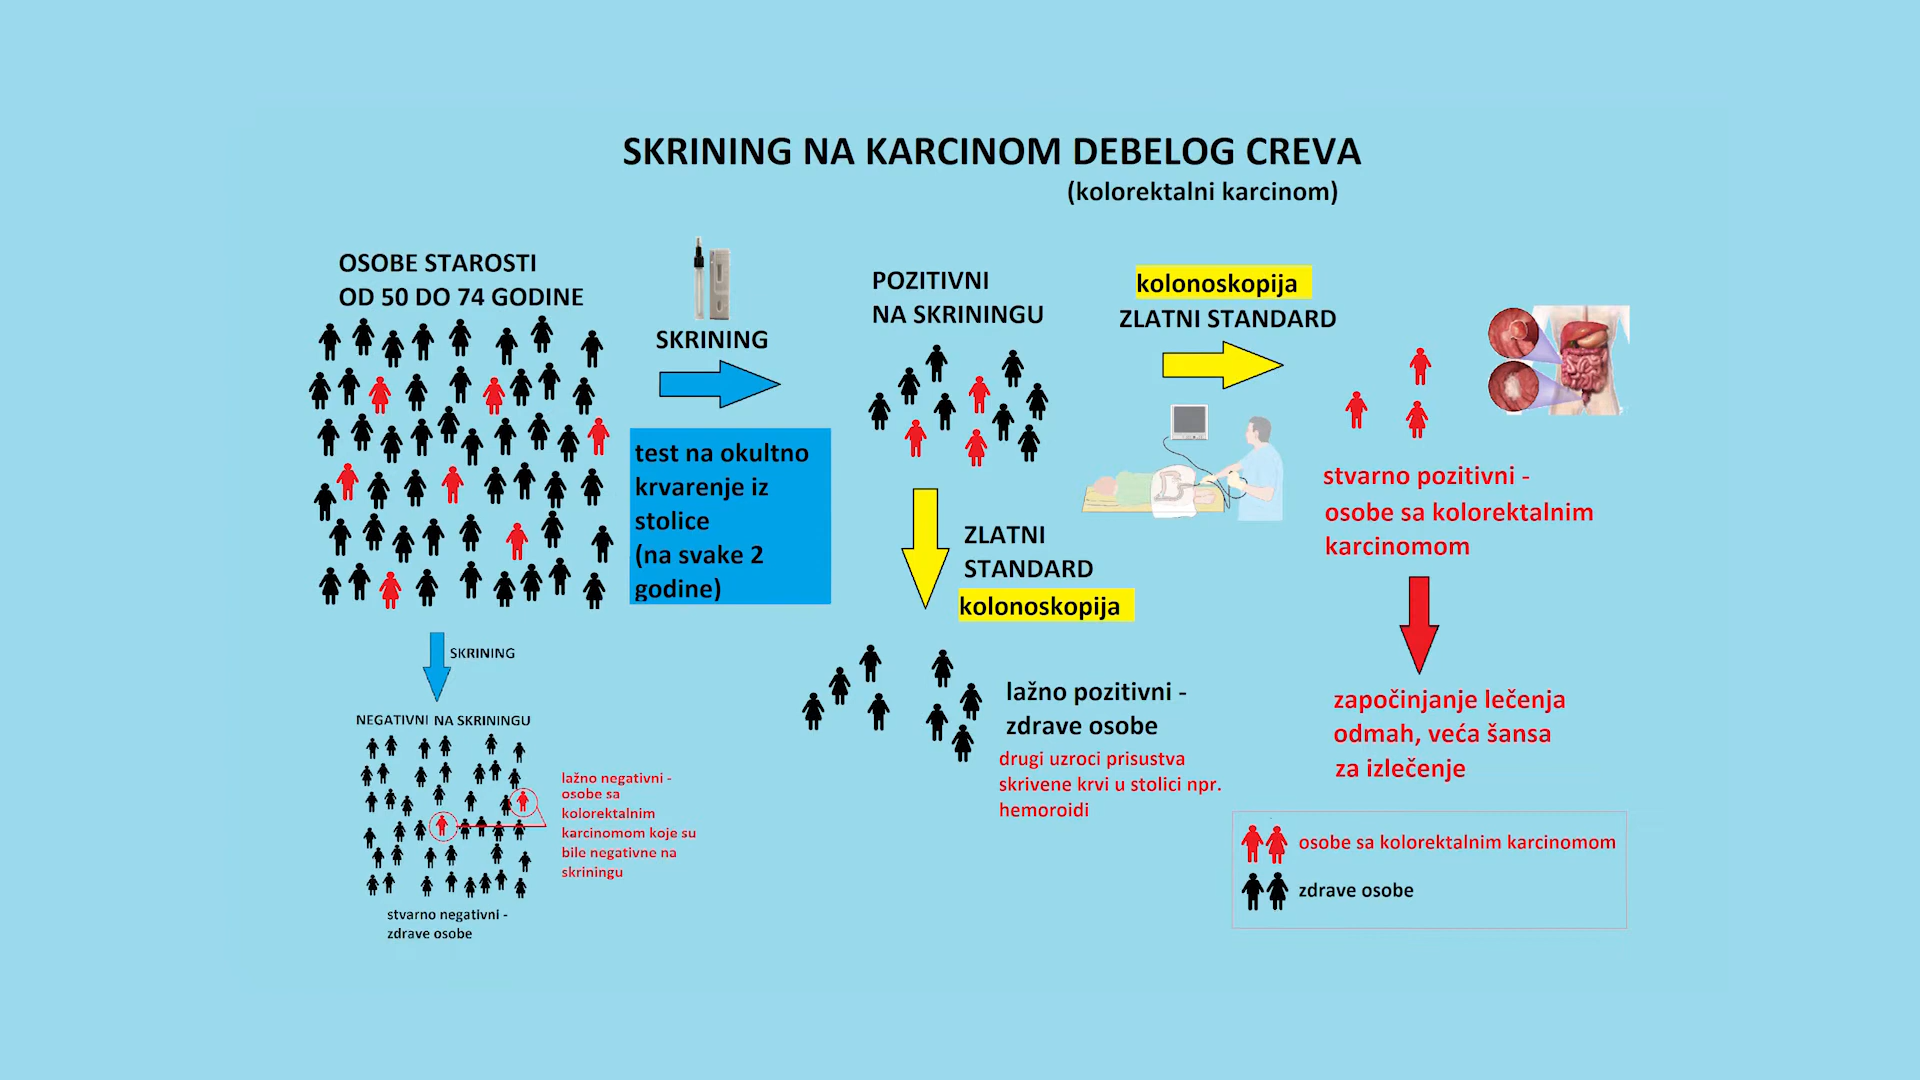 SKRINING NA KARCINOM DEBELOG CREVA
(kolorektalni karcinom)
OSOBE STAROSTI
OD 50 DO 74 GODINE
SKRINING
test na okultno
krvarenje iz
stolice
(na svake 2
godine)
POZITIVNI
NA SKRININGU
kolonoskopija
ZLATNI STANDARD
stvarno pozitivni -
osobe sa kolorektalnim
karcinomom
ZLATNI
STANDARD
kolonoskopija
SKRINING
NEGATIVNI NA SKRININGU
lažno negativni -
osobe sa
kolorektalnim
karcinomom koje su
bile negativne na
skriningu
stvarno negativni -
zdrave osobe
lažno pozitivni -
zdrave osobe
drugi uzroci prisustva
skrivene krvi u stolici npr.
hemoroidi
započinjanje lečenja
odmah, veća šansa
za izlečenje
osobe sa kolorektalnim karcinomom
zdrave osobe